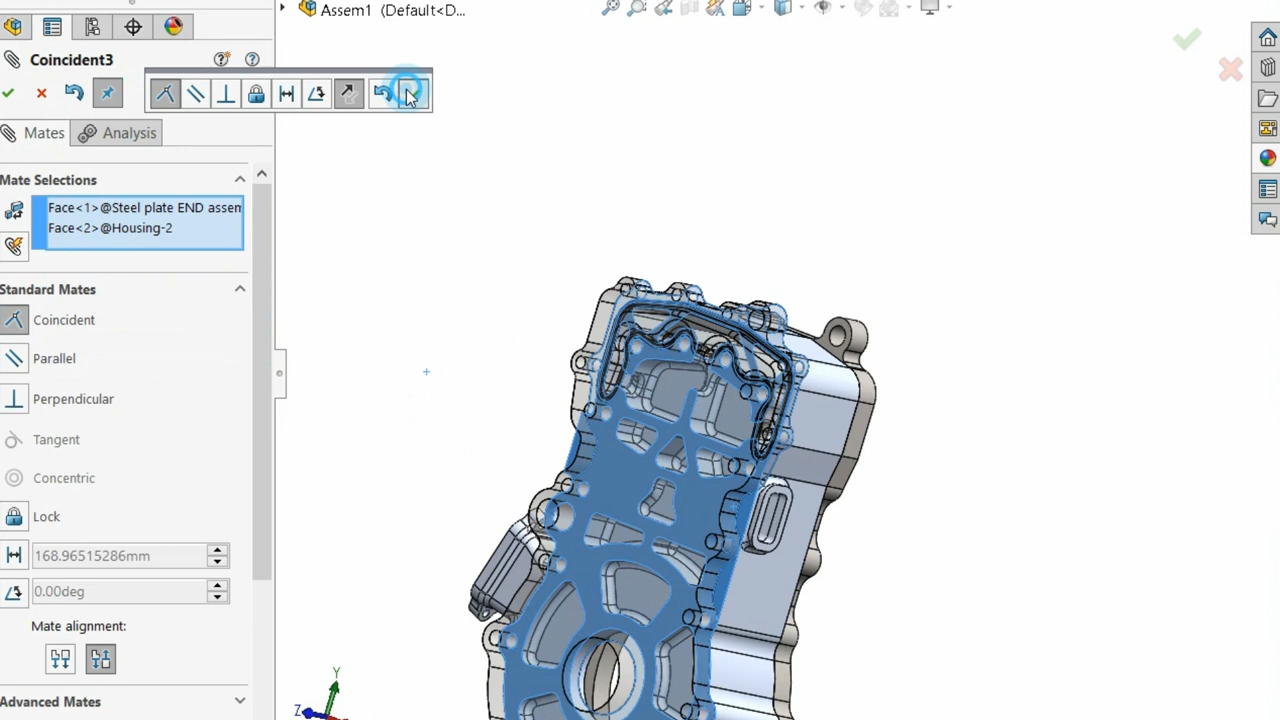 Assem1 (Default<D...
Coincident3
Mates
Analysis
Mate Selections
Face<1>@Steel plate END assem
Face<2>@Housing-2
Standard Mates
Coincident
Parallel
Perpendicular
Tangent
Concentric
Lock
168.96515286mm
0.00deg
Mate alignment:
Advanced Mates
Y
Z